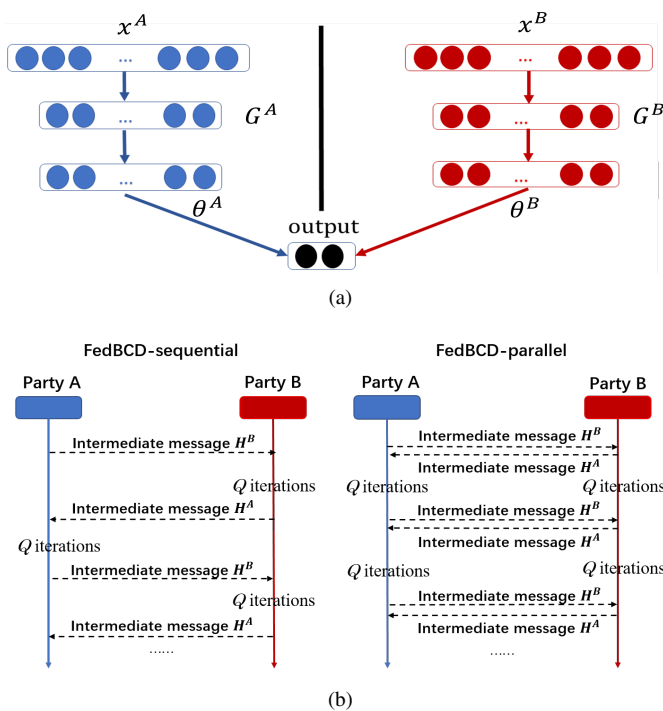 x^A x^B
... ...
G^A G^B
... ...
... ...
θ^A θ^B
output
(a)
FedBCD-sequential FedBCD-parallel
Party A Party B Party A Party B
Intermediate message H^B
Q iterations
Intermediate message H^A
Q iterations
Intermediate message H^B
Q iterations
Intermediate message H^A
......
Intermediate message H^B
Intermediate message H^A
Q iterations Q iterations
Intermediate message H^B
Intermediate message H^A
Q iterations Q iterations
Intermediate message H^B
Intermediate message H^A
......
(b)